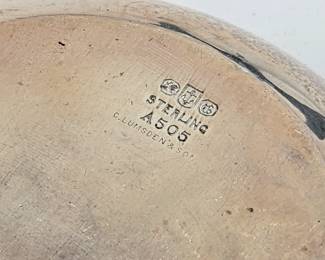 STERLING
A505
C. LUMSDEN & SON